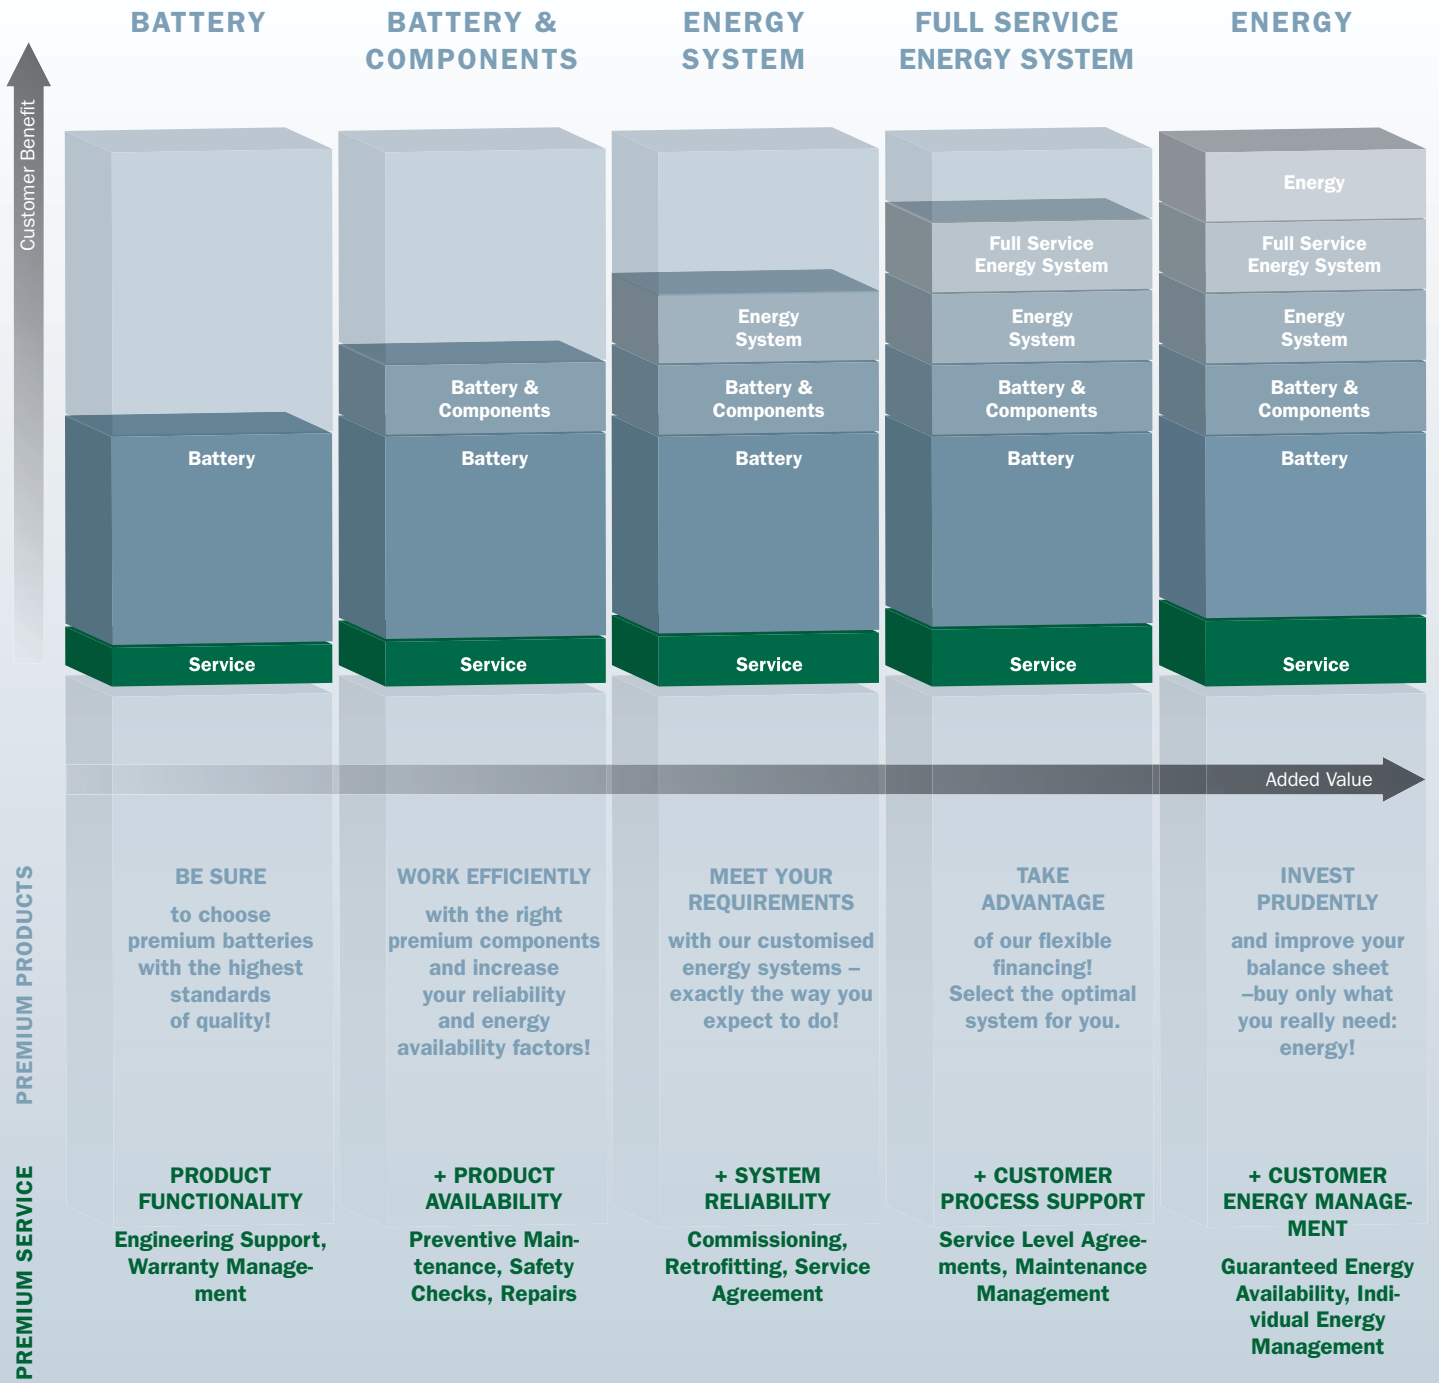 BATTERY
BATTERY &
COMPONENTS
ENERGY
SYSTEM
FULL SERVICE
ENERGY SYSTEM
ENERGY
Customer Benefit
Battery
Service
Battery &
Components
Battery
Service
Energy
System
Battery &
Components
Battery
Service
Full Service
Energy System
Energy
System
Battery &
Components
Battery
Service
Energy
Full Service
Energy System
Energy
System
Battery &
Components
Battery
Service
Added Value
PREMIUM PRODUCTS
BE SURE
to choose
premium batteries
with the highest
standards
of quality!
WORK EFFICIENTLY
with the right
premium components
and increase
your reliability
and energy
availability factors!
MEET YOUR
REQUIREMENTS
with our customised
energy systems –
exactly the way you
expect to do!
TAKE
ADVANTAGE
of our flexible
financing!
Select the optimal
system for you.
INVEST
PRUDENTLY
and improve your
balance sheet
–buy only what
you really need:
energy!
PREMIUM SERVICE
PRODUCT
FUNCTIONALITY
Engineering Support,
Warranty Manage-
ment
+ PRODUCT
AVAILABILITY
Preventive Main-
tenance, Safety
Checks, Repairs
+ SYSTEM
RELIABILITY
Commissioning,
Retrofitting, Service
Agreement
+ CUSTOMER
PROCESS SUPPORT
Service Level Agree-
ments, Maintenance
Management
+ CUSTOMER
ENERGY MANAGE-
MENT
Guaranteed Energy
Availability, Indi-
vidual Energy
Management